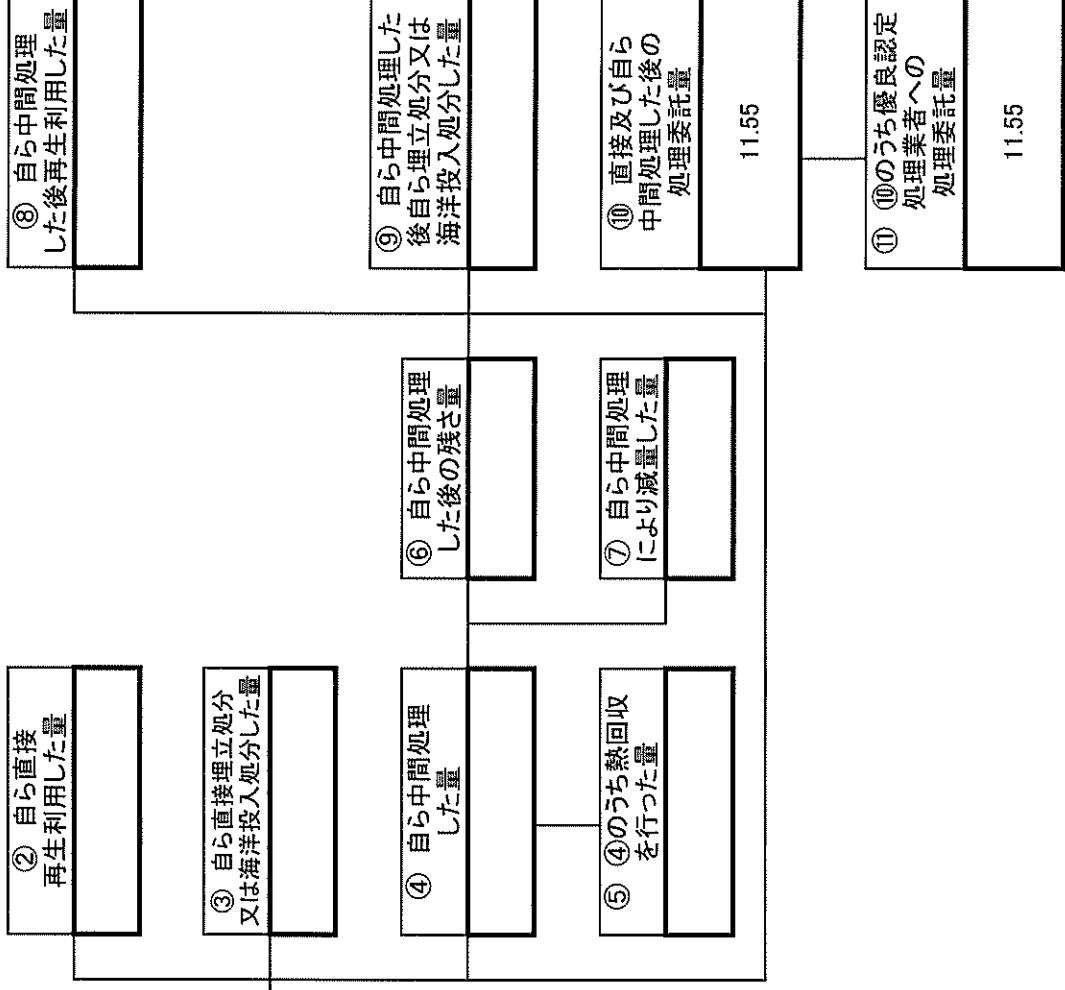 ② 自ら直接
再生利用した量
③ 自ら直接埋立処分
又は海洋投入処分した量
④ 自ら中間処理
した量
⑤ ④のうち熱回収
を行った量
⑥ 自ら中間処理
した後の残さ量
⑦ 自ら中間処理
により減量した量
⑧ 自ら中間処理
した後再生利用した量
⑨ 自ら中間処理した
後自ら埋立処分又は
海洋投入処分した量
⑩ 直接及び自ら
中間処理した後の
処理委託量
11.55
⑪ ⑩のうち優良認定
処理業者への
処理委託量
11.55